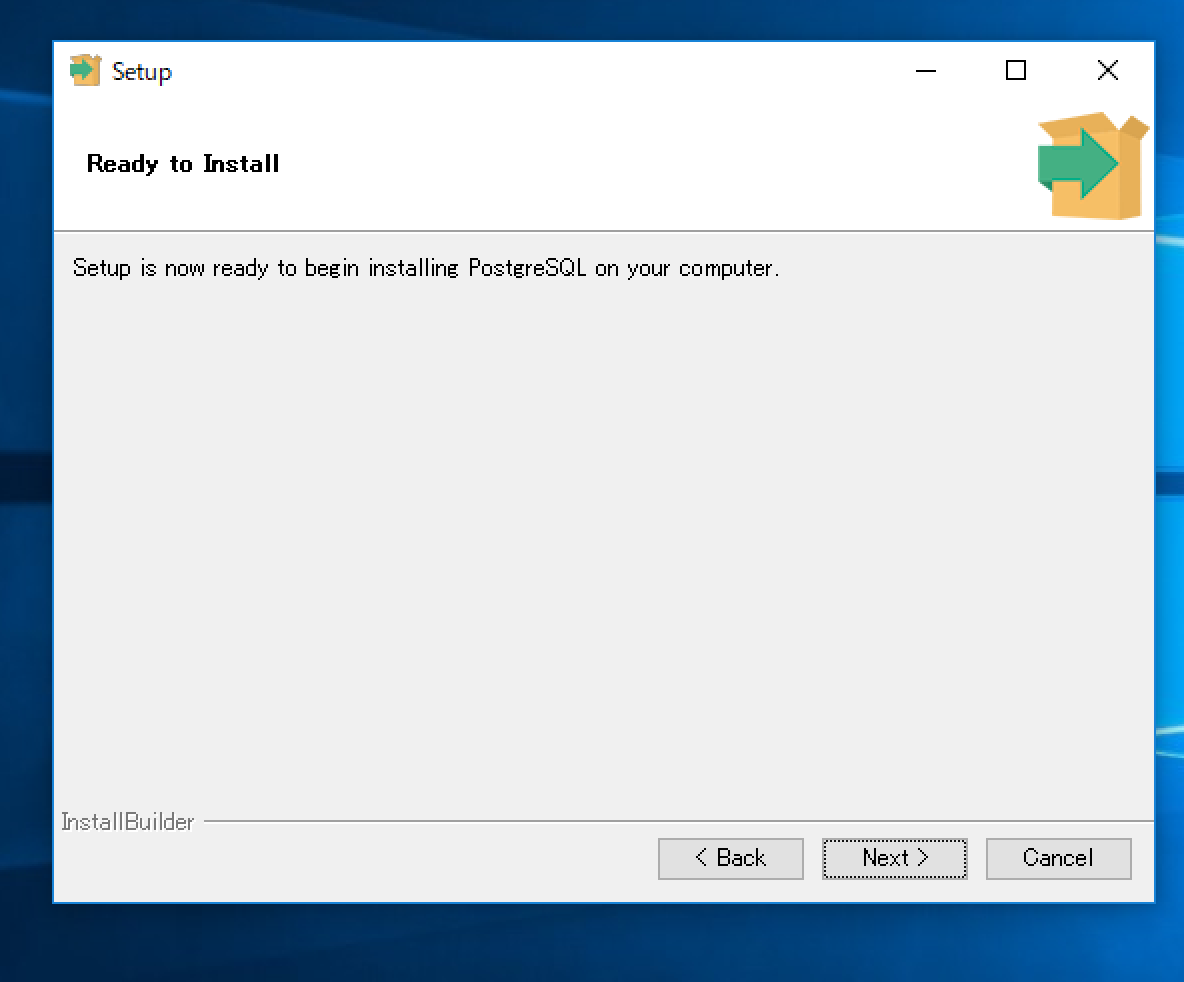 Setup
Ready to Install
Setup is now ready to begin installing PostgreSQL on your computer.
InstallBuilder
< Back
Next >
Cancel